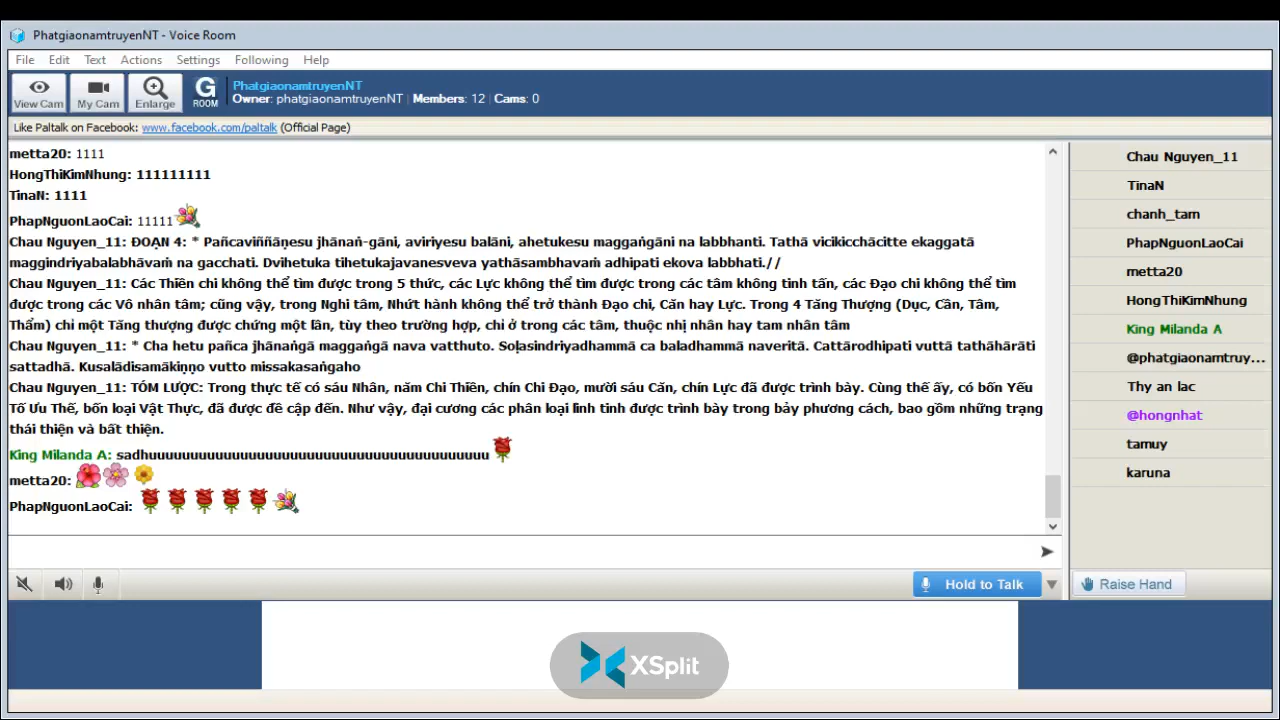 PhatgiaonamtruyenNT - Voice Room
File Edit Text Actions Settings Following Help
View Cam My Cam Enlarge G ROOM PhatgiaonamtruyenNT
Owner: phatgiaonamtruyenNT | Members: 12 | Cams: 0
Like Paltalk on Facebook: www.facebook.com/paltalk (Official Page)
metta20: 1111
HongThiKimNhung: 111111111
TinaN: 1111
PhapNguonLaoCai: 11111
Chau Nguyen_11: ĐOẠN 4: * Pañcaviññāṇesu jhānaṅ-gāni, aviriyesu balāni, ahetukesu maggaṅgāni na labbhanti. Tathā vicikicchācitte ekaggatā
maggindriyabalabhāvaṁ na gacchati. Dvihetuka tihetukajavanesveva yathāsambhavaṁ adhipati ekova labbhati.//
Chau Nguyen_11: Các Thiền chi không thể tìm được trong 5 thức, các Lực không thể tìm được trong các tâm không tinh tấn, các Đạo chi không thể tìm
được trong các Vô nhân tâm; cũng vậy, trong Nghi tâm, Nhứt hành không thể trở thành Đạo chi, Căn hay Lực. Trong 4 Tăng Thượng (Dục, Cần, Tâm,
Thẩm) chỉ một Tăng thượng được chứng một lần, tùy theo trường hợp, chỉ ở trong các tâm, thuộc nhị nhân hay tam nhân tâm
Chau Nguyen_11: * Cha hetu pañca jhānaṅgā maggaṅgā nava vatthuto. Soḷasindriyadhammā ca baladhammā naveritā. Cattārodhipati vuttā tathāhārāti
sattadhā. Kusalādisamākiṇṇo vutto missakasaṅgaho
Chau Nguyen_11: TÓM LƯỢC: Trong thực tế có sáu Nhân, năm Chi Thiền, chín Chi Đạo, mười sáu Căn, chín Lực đã được trình bày. Cùng thế ấy, có bốn Yếu
Tố Ưu Thế, bốn loại Vật Thực, đã được đề cập đến. Như vậy, đại cương các phân loại linh tinh được trình bày trong bảy phương cách, bao gồm những trạng
thái thiện và bất thiện.
King Milanda A: sadhuuuuuuuuuuuuuuuuuuuuuuuuuuuuuuuuuuuuuuu
metta20:
PhapNguonLaoCai:
Hold to Talk
Chau Nguyen_11
TinaN
chanh_tam
PhapNguonLaoCai
metta20
HongThiKimNhung
King Milanda A
@phatgiaonamtruy...
Thy an lac
@hongnhat
tamuy
karuna
Raise Hand
XSplit